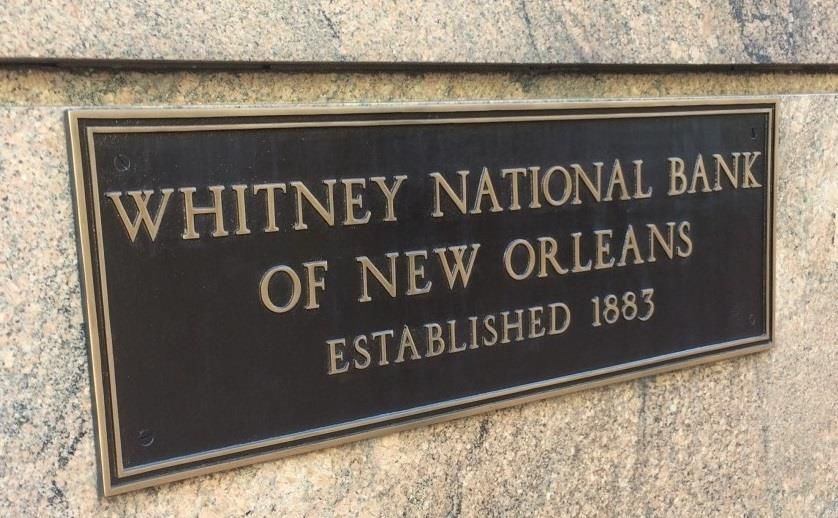 WHITNEY NATIONAL BANK
OF NEW ORLEANS
ESTABLISHED 1883